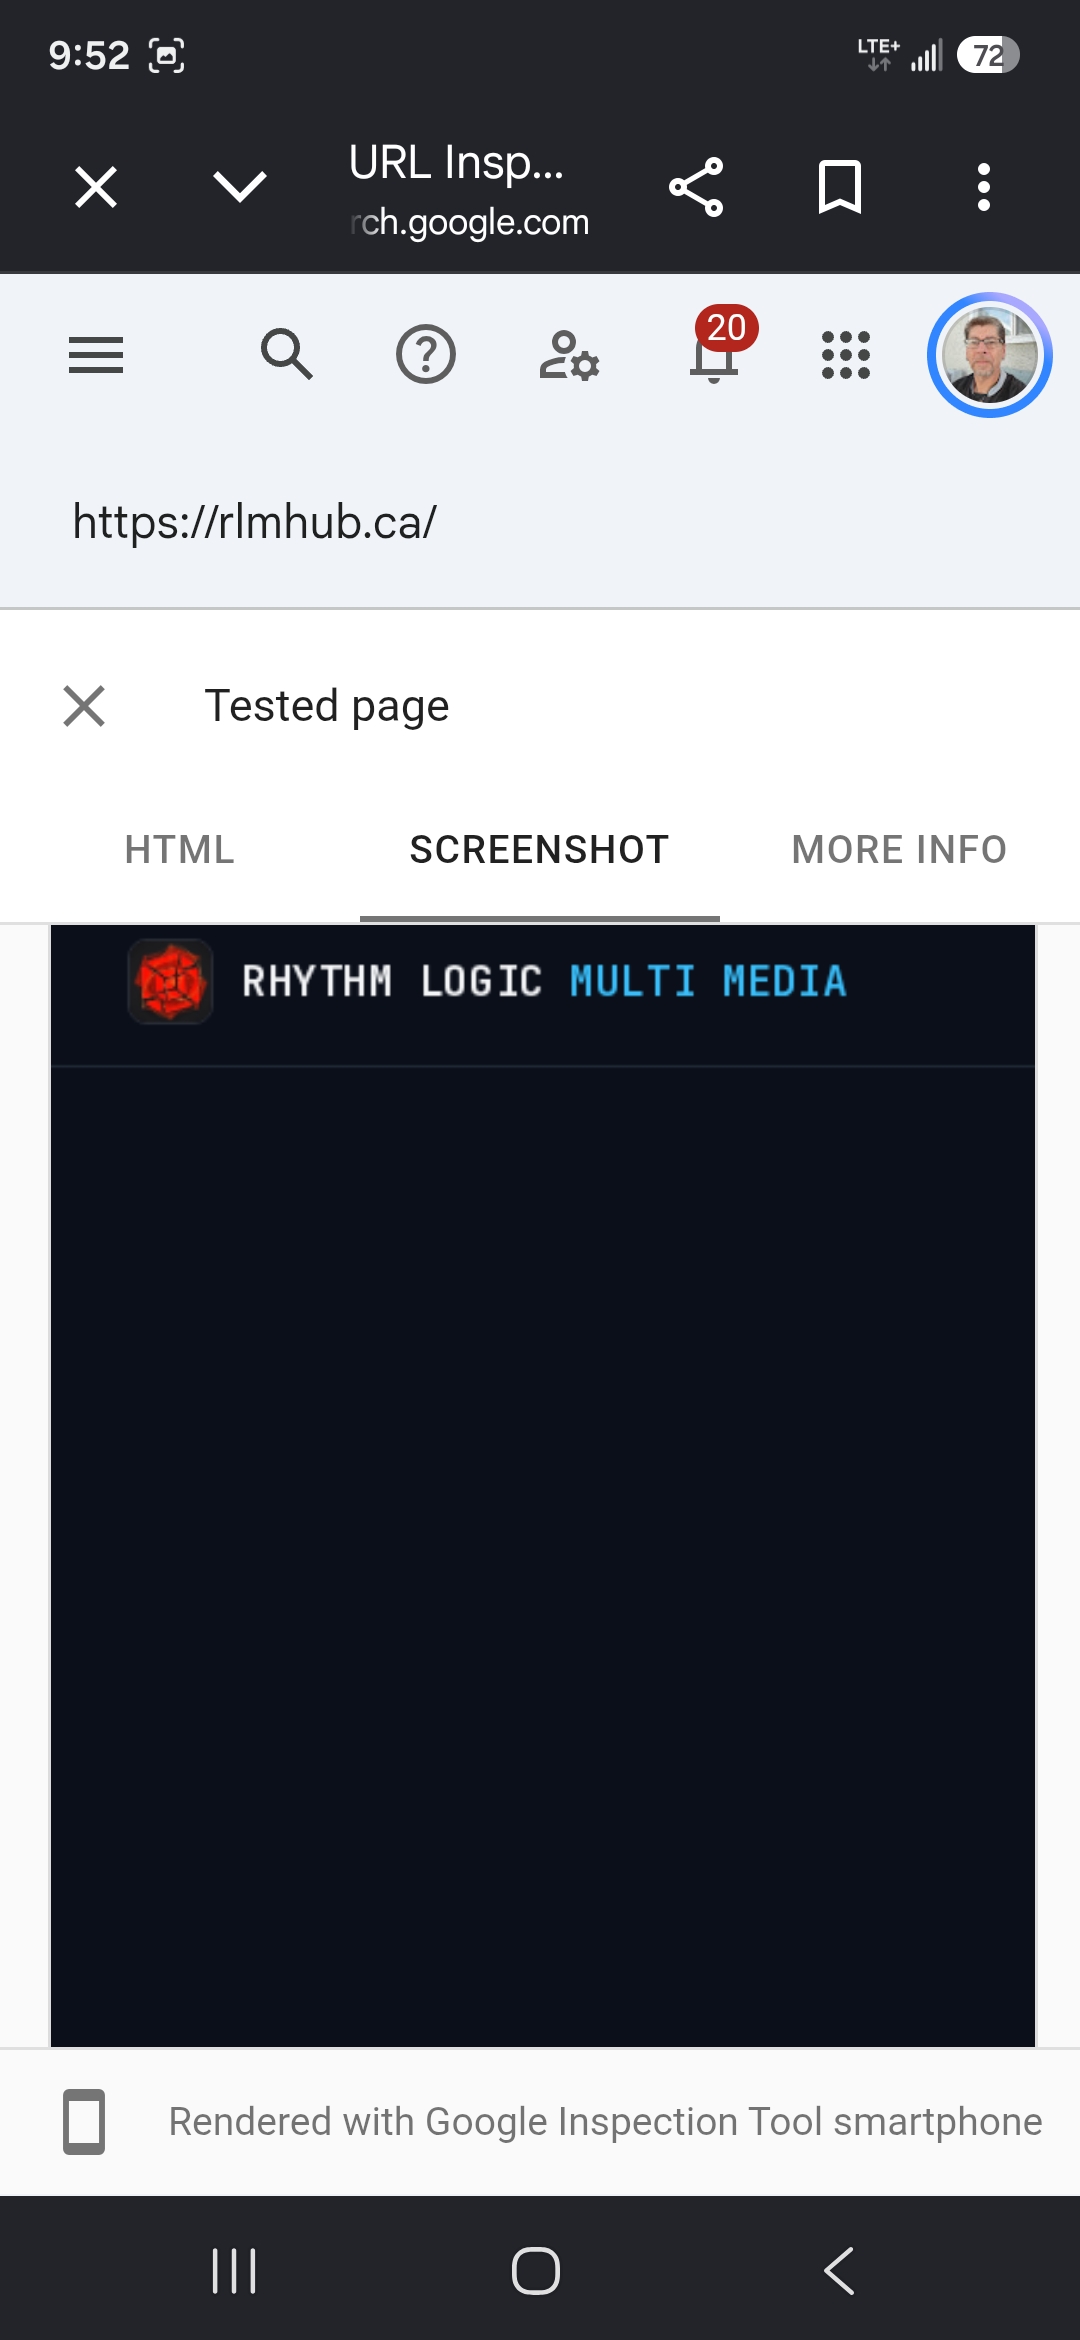 9:52
LTE+
72
URL Insp...
rch.google.com
20
https://rlmhub.ca/
Tested page
HTML SCREENSHOT MORE INFO
RHYTHM LOGIC MULTI MEDIA
Rendered with Google Inspection Tool smartphone